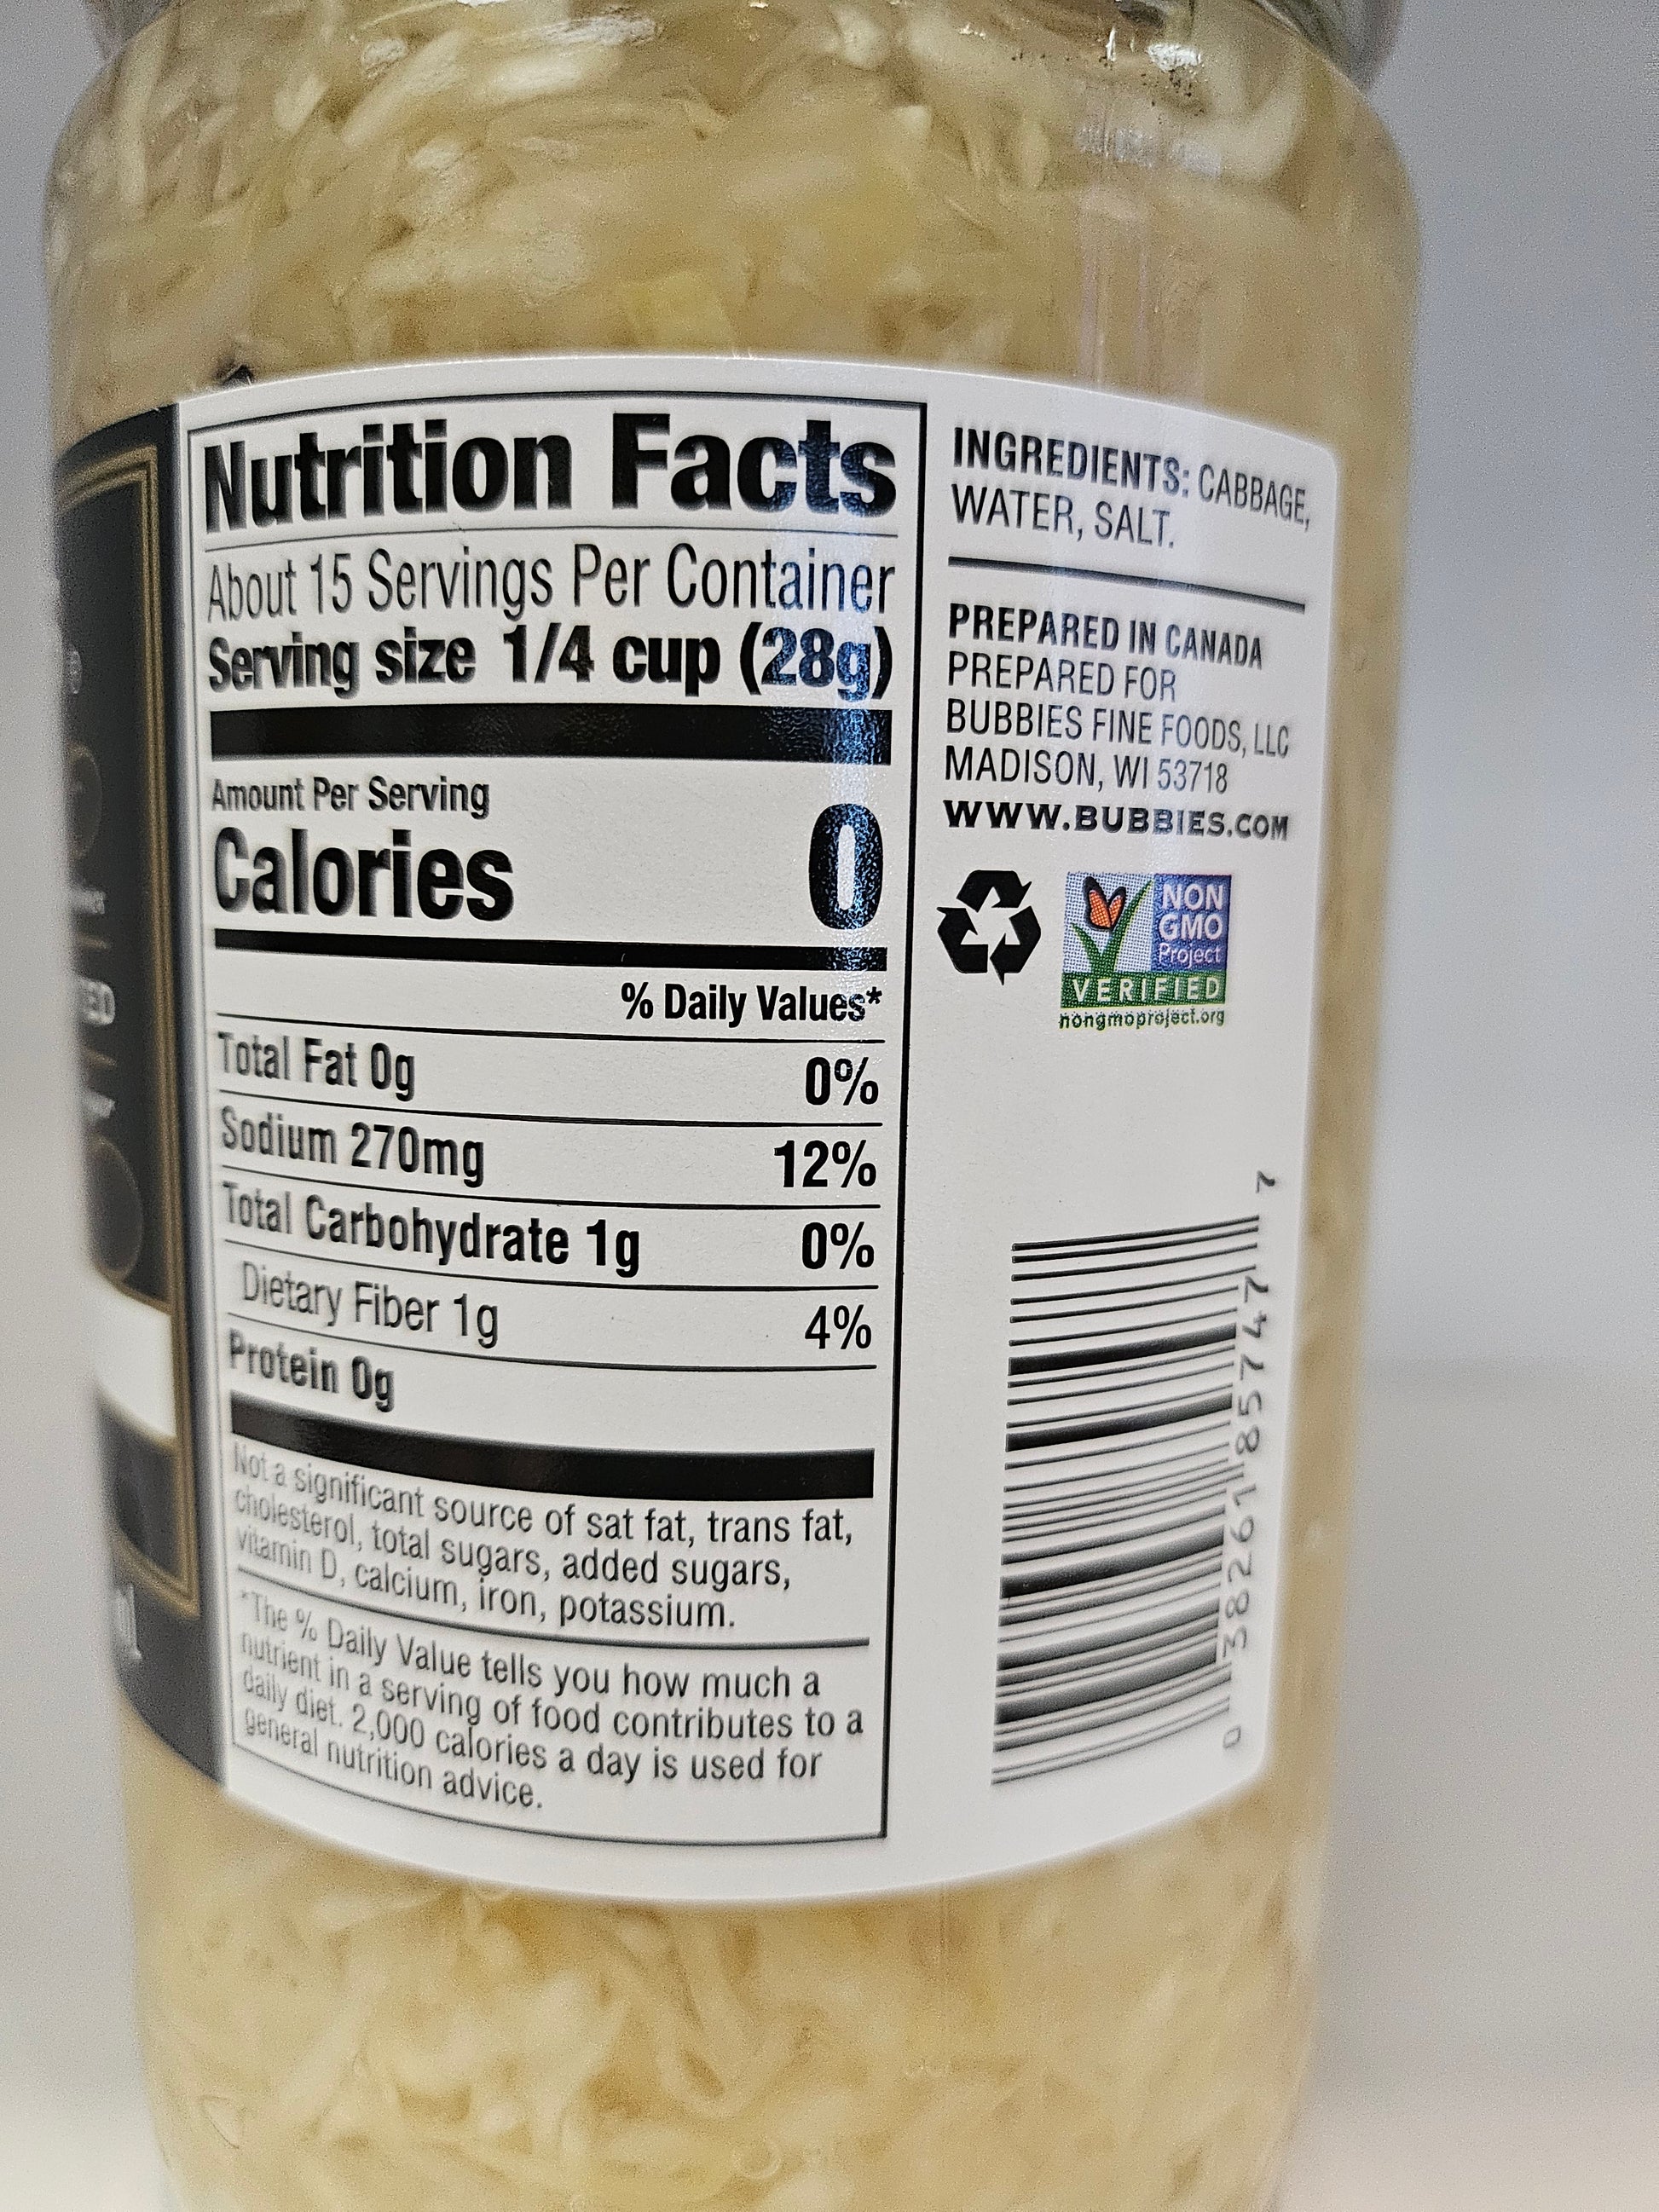 Nutrition Facts
About 15 Servings Per Container
Serving size 1/4 cup (28g)
Amount Per Serving
Calories 0
% Daily Values*
Total Fat 0g 0%
Sodium 270mg 12%
Total Carbohydrate 1g 0%
Dietary Fiber 1g 4%
Protein 0g
Not a significant source of sat fat, trans fat,
cholesterol, total sugars, added sugars,
vitamin D, calcium, iron, potassium.
*The % Daily Value tells you how much a
nutrient in a serving of food contributes to a
daily diet. 2,000 calories a day is used for
general nutrition advice.
INGREDIENTS: CABBAGE,
WATER, SALT.
PREPARED IN CANADA
PREPARED FOR
BUBBIES FINE FOODS, LLC
MADISON, WI 53718
WWW.BUBBIES.COM
NON
GMO
Project
VERIFIED
nongmoproject.org
0 38261 85747 7